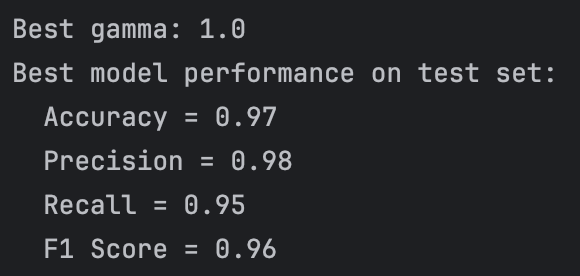 Best gamma: 1.0
Best model performance on test set:
  Accuracy = 0.97
  Precision = 0.98
  Recall = 0.95
  F1 Score = 0.96